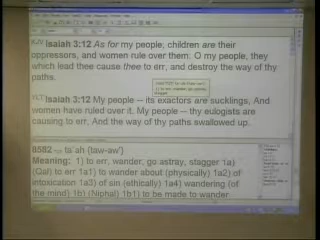 KJV Isaiah 3:12 As for my people, children are their
oppressors, and women rule over them. O my people, they
which lead thee cause thee to err, and destroy the way of thy
paths.
YLT Isaiah 3:12 My people -- its exactors are sucklings, And
women have ruled over it. My people -- thy eulogists are
causing to err, And the way of thy paths swallowed up.
8582 ta`ah (taw-aw')
Meaning: 1) to err, wander, go astray, stagger 1a)
(Qal) to err 1a1) to wander about (physically) 1a2) of
intoxication 1a3) of sin (ethically) 1a4) wandering (of
the mind) 1b) (Niphal) 1b1) to be made to wander